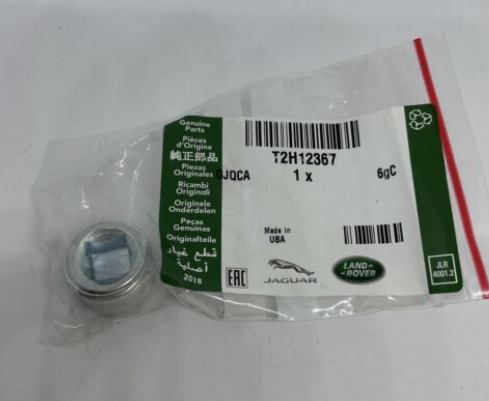 Genuine
Parts
Pièces
d'Origine
純正部品
Piezas
Originales
Ricambi
Originali
Originele
Onderdelen
Peças
Genuinas
Originalteile
قطع غيار
أصلية
2018
T2H12367
QJQCA
1 x
6gC
Made in
USA
EAC
JAGUAR
LAND-
ROVER
JLR
4001.2